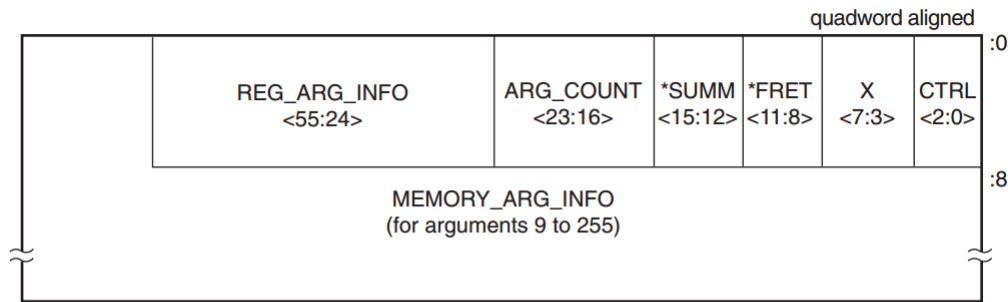 quadword aligned
:0
REG_ARG_INFO
<55:24>
ARG_COUNT
<23:16>
*SUMM
<15:12>
*FRET
<11:8>
X
<7:3>
CTRL
<2:0>
:8
MEMORY_ARG_INFO
(for arguments 9 to 255)